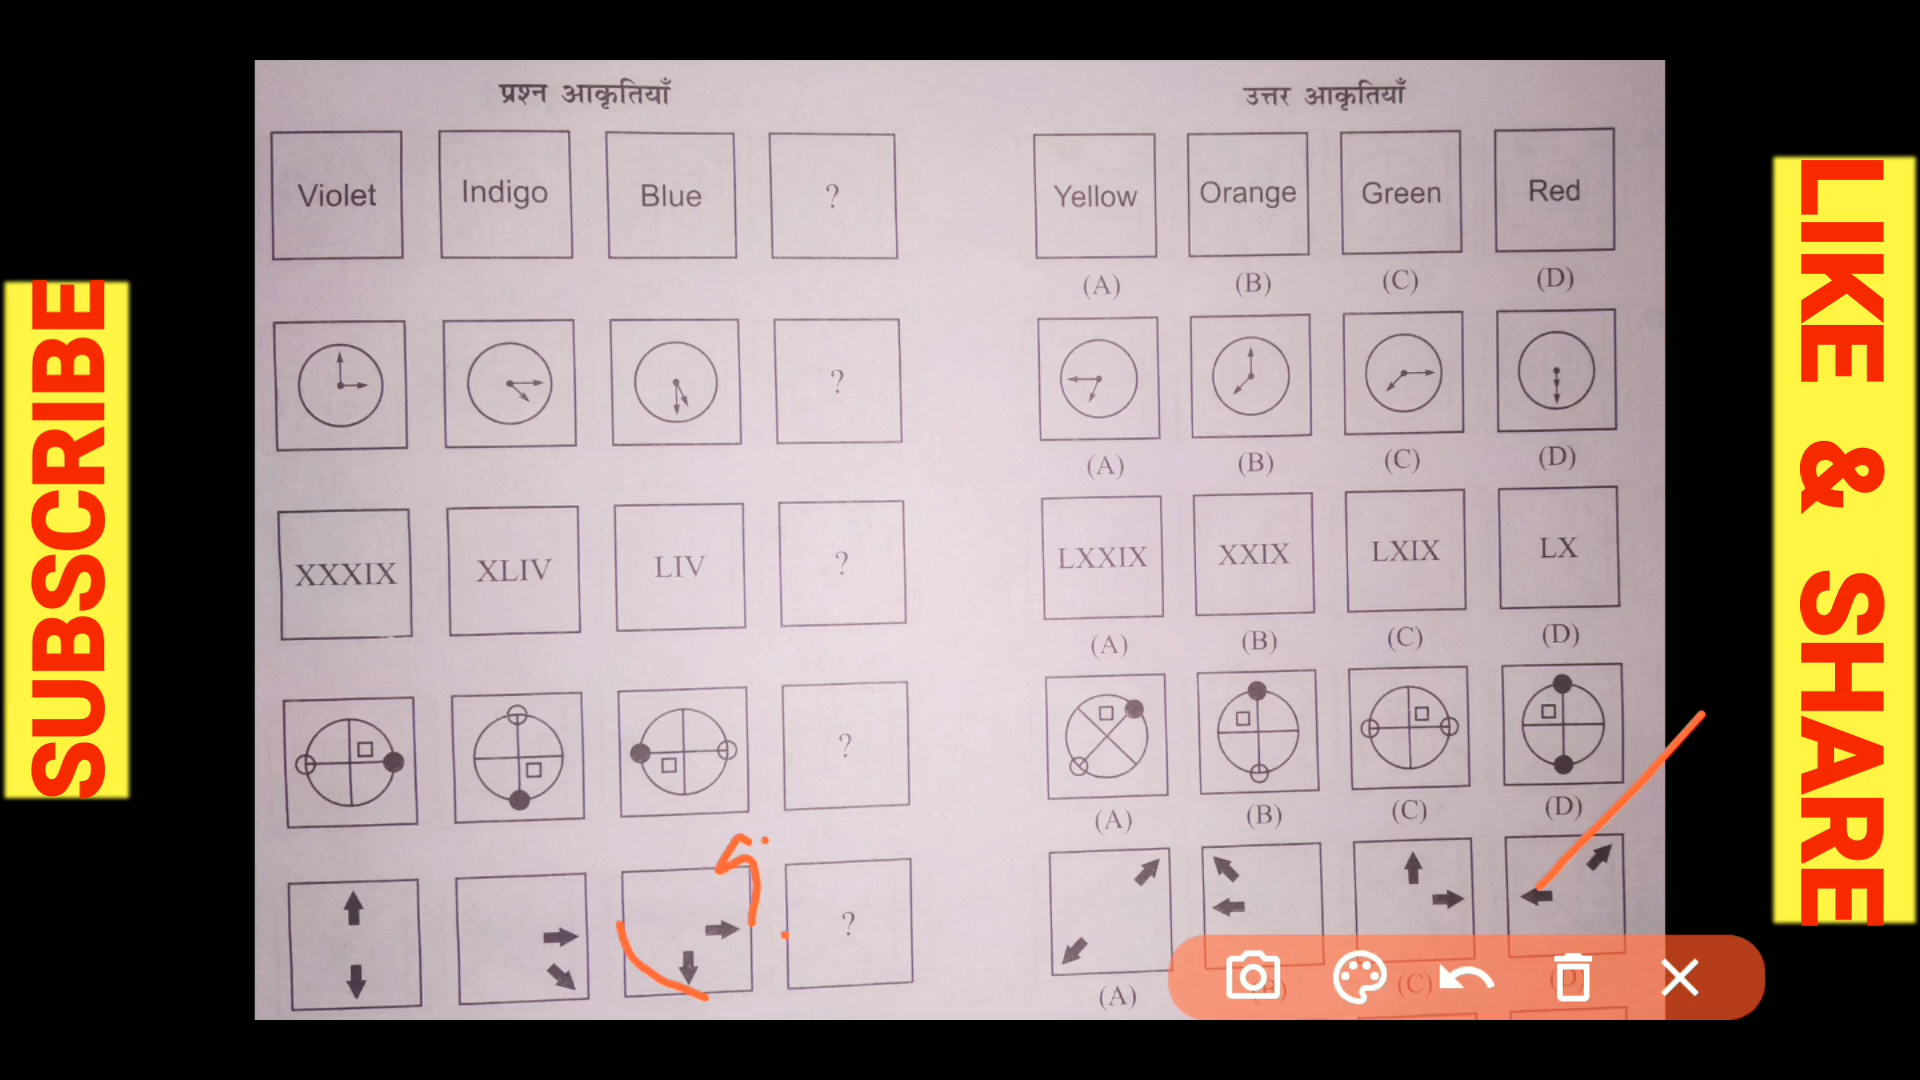 SUBSCRIBE
प्रश्न आकृतियाँ
उत्तर आकृतियाँ
Violet Indigo Blue ?
Yellow Orange Green Red
(A) (B) (C) (D)
?
(A) (B) (C) (D)
XXXIX XLIV LIV ?
LXXIX XXIX LXIX LX
(A) (B) (C) (D)
?
(A) (B) (C) (D)
?
(A) (B) (C) (D)
LIKE & SHARE